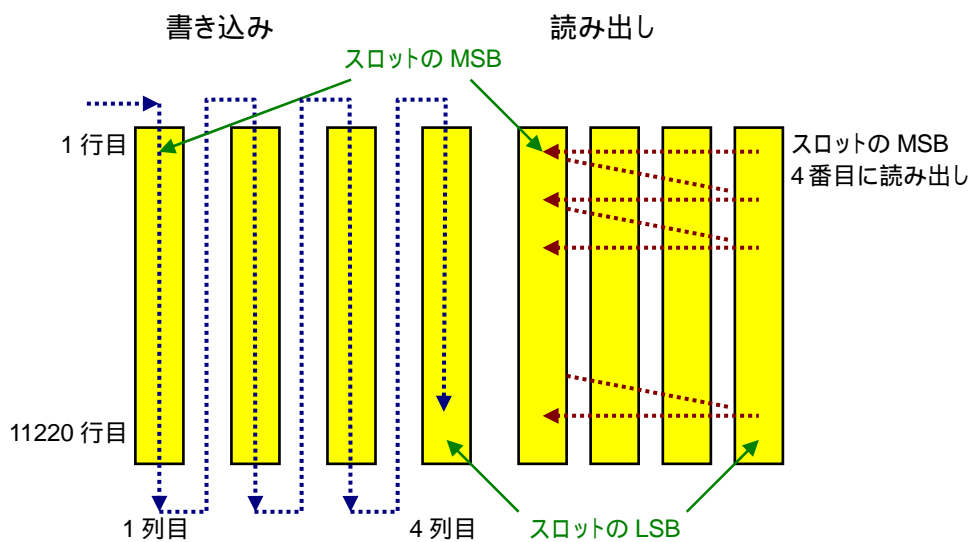 書き込み
読み出し
スロットの MSB
1 行目
スロットの MSB
4 番目に読み出し
11220 行目
1 列目
4 列目
スロットの LSB